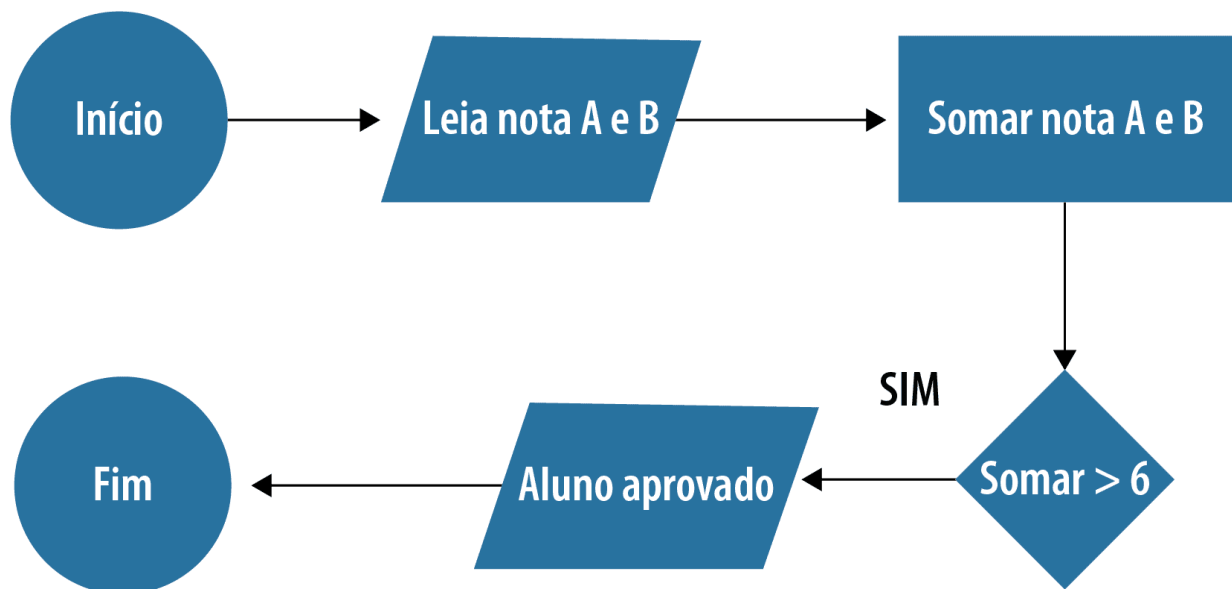 Início
Leia nota A e B
Somar nota A e B
SIM
Somar > 6
Aluno aprovado
Fim